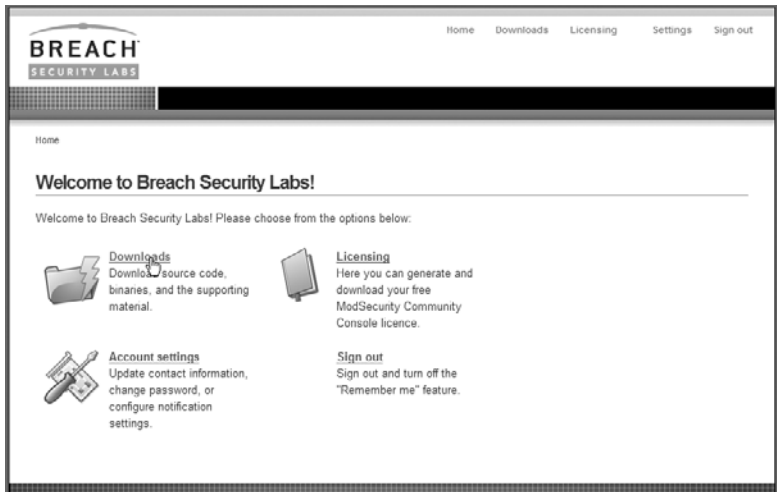 Home Downloads Licensing Settings Sign out
BREACH
SECURITY LABS
Home
Welcome to Breach Security Labs!
Welcome to Breach Security Labs! Please choose from the options below:
Downloads
Download source code,
binaries, and the supporting
material.
Licensing
Here you can generate and
download your free
ModSecurity Community
Console licence.
Account settings
Update contact information,
change password, or
configure notification
settings.
Sign out
Sign out and turn off the
"Remember me" feature.